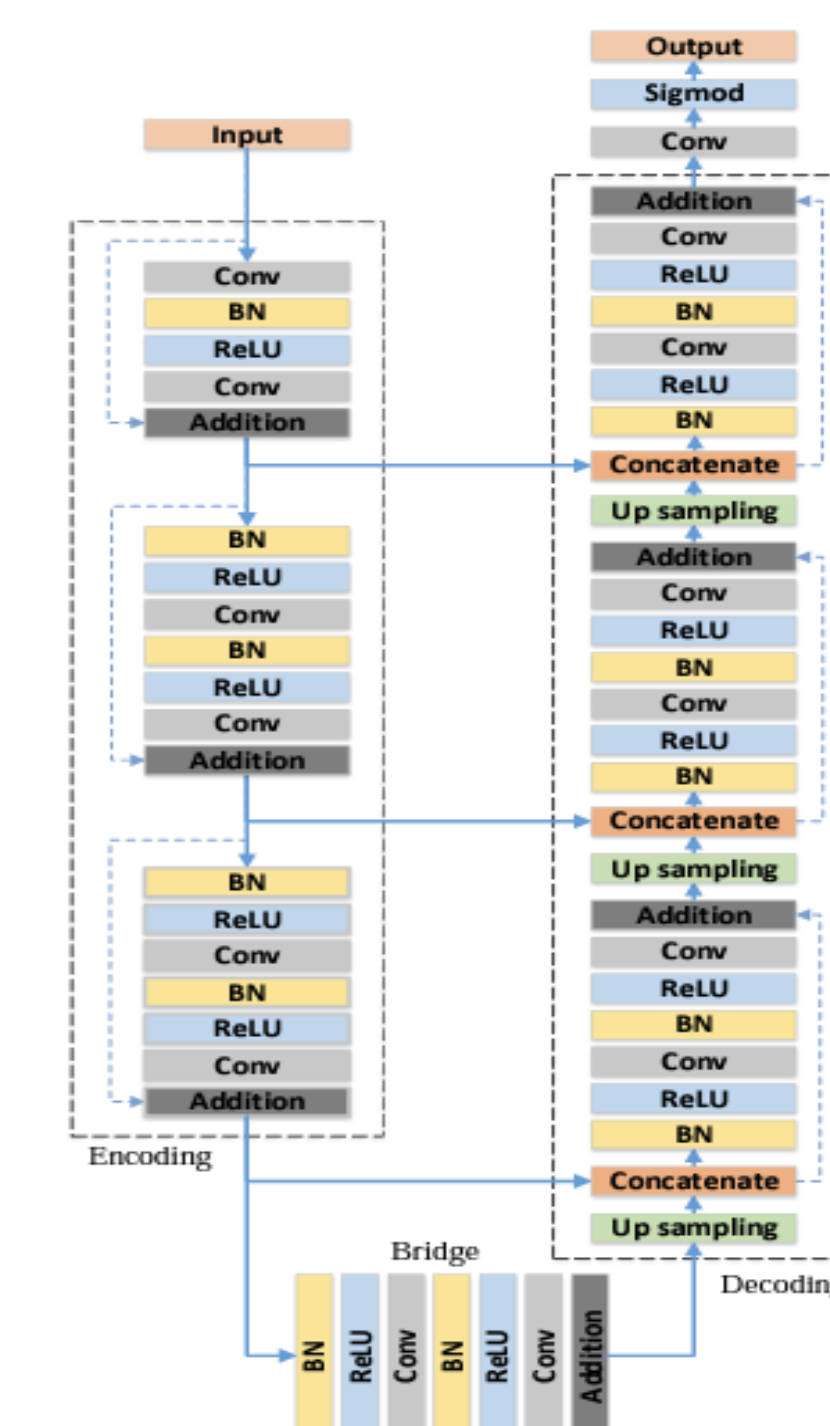 Input
Conv
BN
ReLU
Conv
Addition
BN
ReLU
Conv
BN
ReLU
Conv
Addition
BN
ReLU
Conv
BN
ReLU
Conv
Addition
Encoding
Bridge
BN
ReLU
Conv
BN
ReLU
Conv
Addition
Output
Sigmod
Conv
Addition
Conv
ReLU
BN
Conv
ReLU
BN
Concatenate
Up sampling
Addition
Conv
ReLU
BN
Conv
ReLU
BN
Concatenate
Up sampling
Addition
Conv
ReLU
BN
Conv
ReLU
BN
Concatenate
Up sampling
Decodin